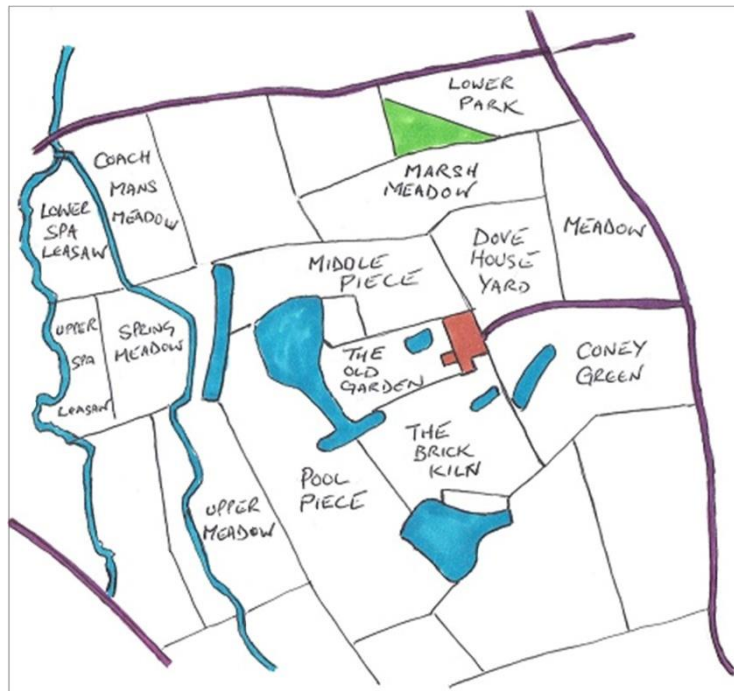 LOWER
PARK
COACH
MANS
MEADOW
MARSH
MEADOW
LOWER
SPA
LEASAW
DOVE
HOUSE
YARD
MEADOW
MIDDLE
PIECE
UPPER
SPA
LEASAW
SPRING
MEADOW
THE
OLD
GARDEN
CONEY
GREEN
THE
BRICK
KILN
POOL
PIECE
UPPER
MEADOW